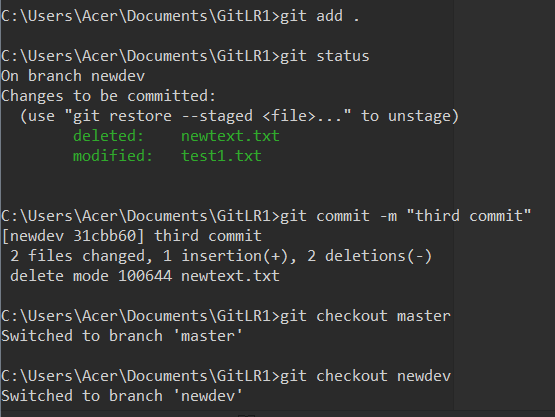 C:\Users\Acer\Documents\GitLR1>git add .
C:\Users\Acer\Documents\GitLR1>git status
On branch newdev
Changes to be committed:
  (use "git restore --staged <file>..." to unstage)
        deleted:    newtext.txt
        modified:   test1.txt
C:\Users\Acer\Documents\GitLR1>git commit -m "third commit"
[newdev 31cbb60] third commit
 2 files changed, 1 insertion(+), 2 deletions(-)
 delete mode 100644 newtext.txt
C:\Users\Acer\Documents\GitLR1>git checkout master
Switched to branch 'master'
C:\Users\Acer\Documents\GitLR1>git checkout newdev
Switched to branch 'newdev'